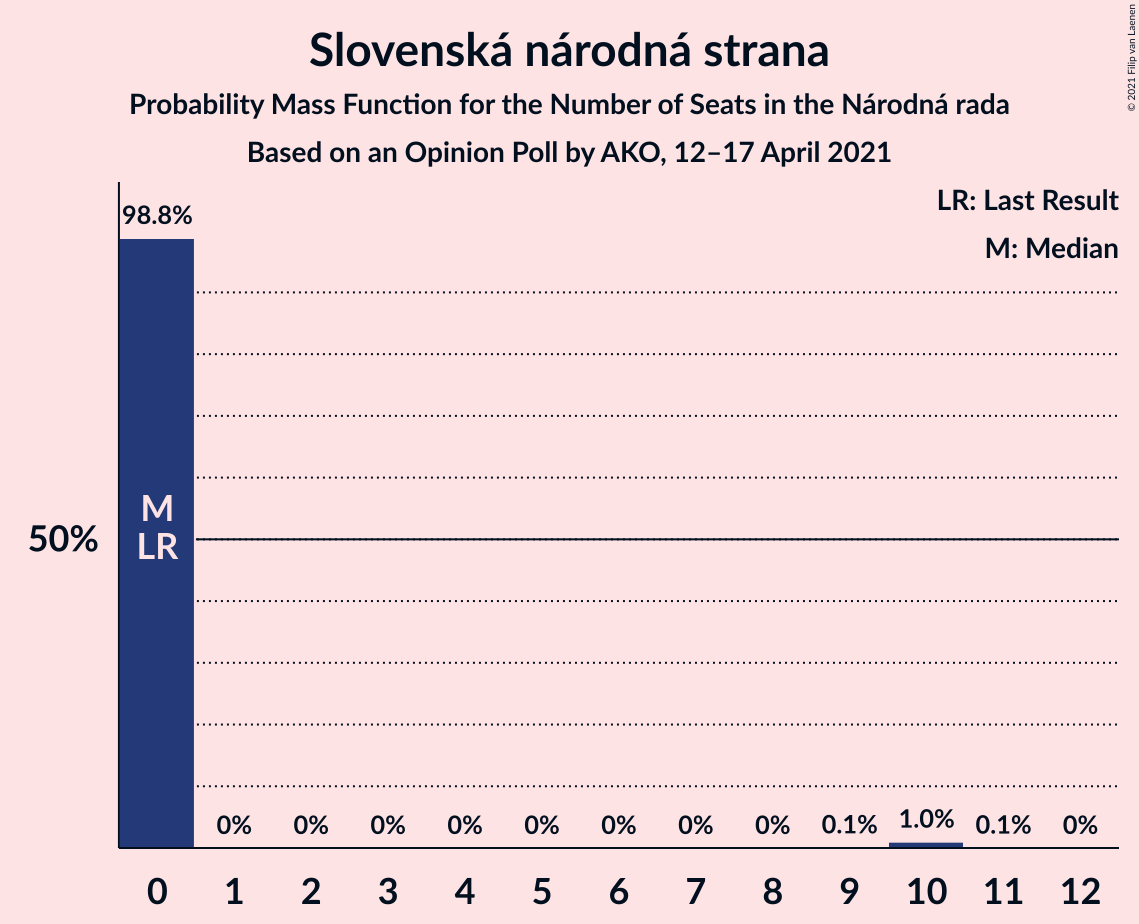 Slovenská národná strana
Probability Mass Function for the Number of Seats in the Národná rada
Based on an Opinion Poll by AKO, 12–17 April 2021
© 2021 Filip van Laenen
LR: Last Result
M: Median
98.8%
M
LR
50%
0% 0% 0% 0% 0% 0% 0% 0% 0.1% 1.0% 0.1% 0%
0 1 2 3 4 5 6 7 8 9 10 11 12